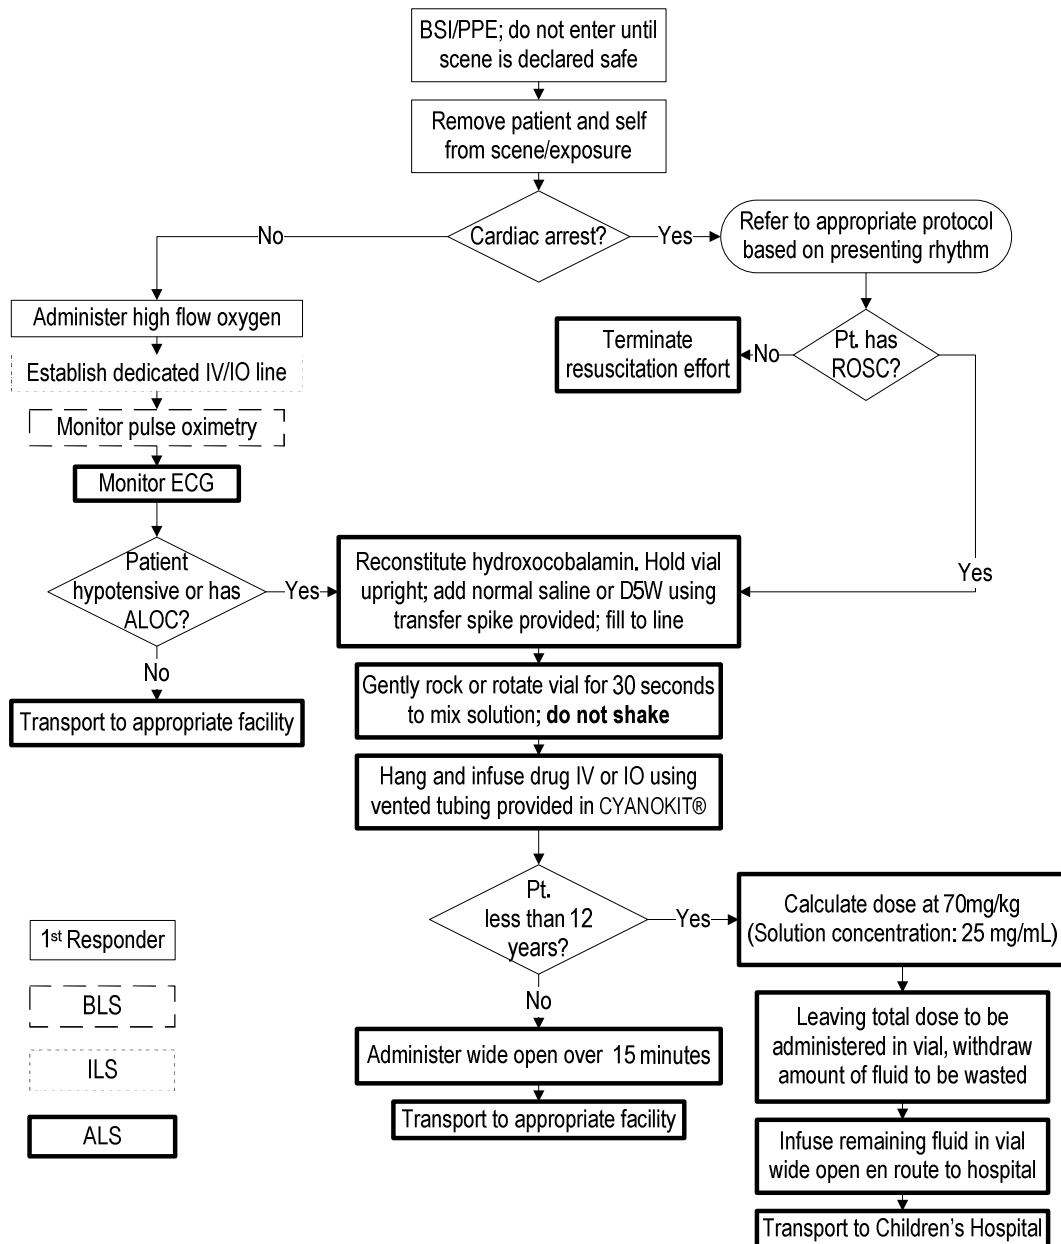 BSI/PPE; do not enter until
scene is declared safe
Remove patient and self
from scene/exposure
Cardiac arrest?
No
Yes
Refer to appropriate protocol
based on presenting rhythm
Administer high flow oxygen
Establish dedicated IV/IO line
Monitor pulse oximetry
Monitor ECG
Terminate
resuscitation effort
No
Pt. has
ROSC?
Yes
Patient
hypotensive or has
ALOC?
Yes
No
Transport to appropriate facility
Reconstitute hydroxocobalamin. Hold vial
upright; add normal saline or D5W using
transfer spike provided; fill to line
Gently rock or rotate vial for 30 seconds
to mix solution; do not shake
Hang and infuse drug IV or IO using
vented tubing provided in CYANOKIT®
Pt.
less than 12
years?
Yes
No
Administer wide open over 15 minutes
Transport to appropriate facility
Calculate dose at 70mg/kg
(Solution concentration: 25 mg/mL)
Leaving total dose to be
administered in vial, withdraw
amount of fluid to be wasted
Infuse remaining fluid in vial
wide open en route to hospital
Transport to Children's Hospital
1st Responder
BLS
ILS
ALS